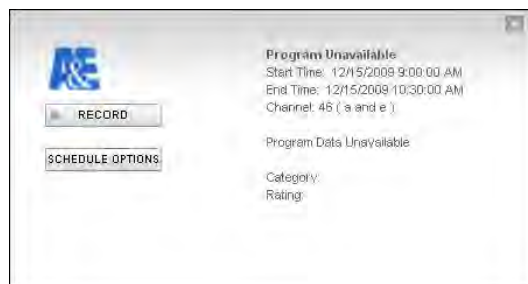 A&E
RECORD
SCHEDULE OPTIONS
Program Unavailable
Start Time: 12/15/2009 9:00:00 AM
End Time: 12/15/2009 10:30:00 AM
Channel: 46 ( a and e )
Program Data Unavailable
Category:
Rating: